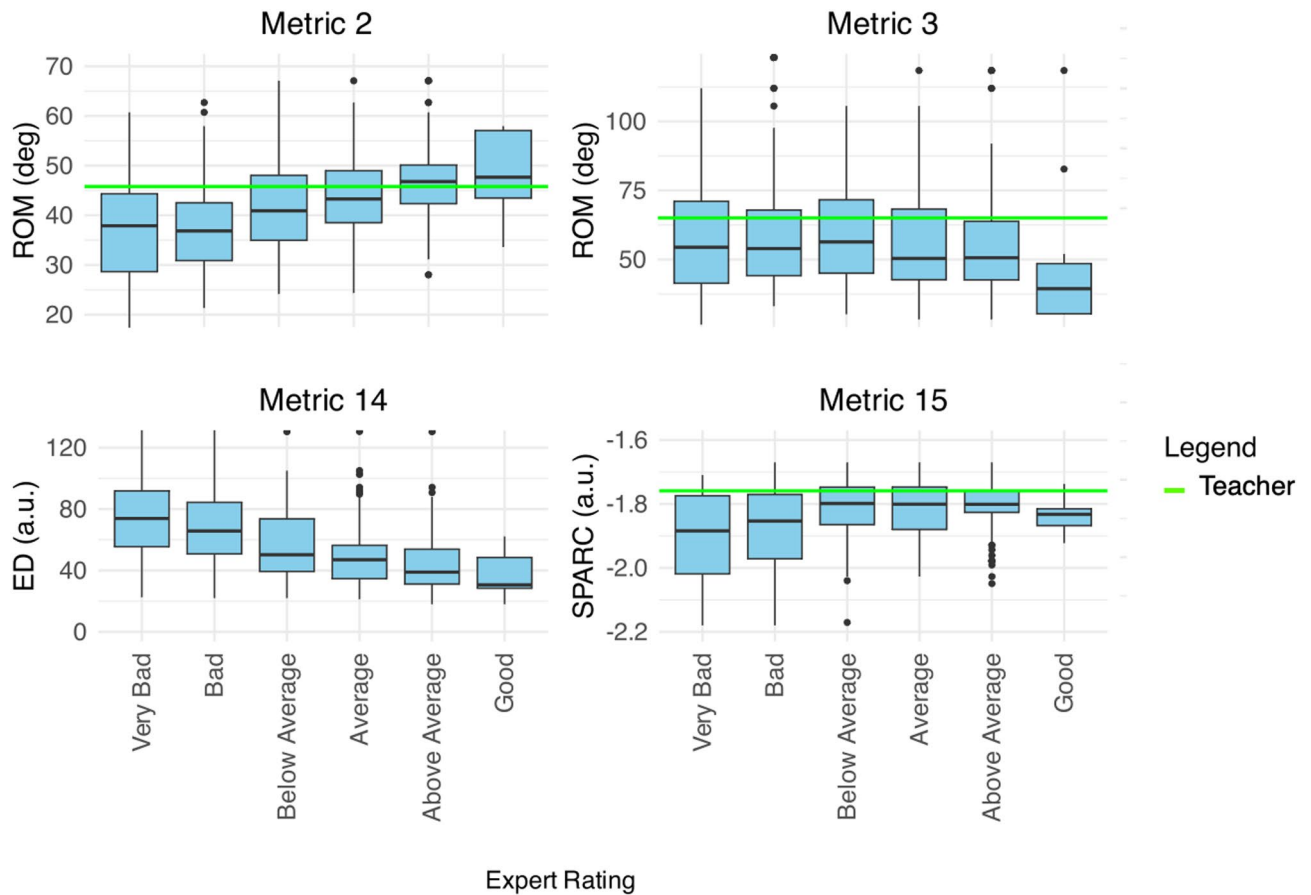 Metric 2
Metric 3
70
60
50
40
30
20
ROM (deg)
100
75
50
ROM (deg)
Metric 14
Metric 15
120
80
40
0
ED (a.u.)
-1.6
-1.8
-2.0
-2.2
SPARC (a.u.)
Legend
Teacher
Very Bad
Bad
Below Average
Average
Above Average
Good
Very Bad
Bad
Below Average
Average
Above Average
Good
Expert Rating